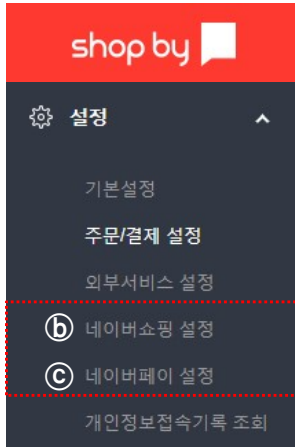 shop by
설정
기본설정
주문/결제 설정
외부서비스 설정
ⓑ 네이버쇼핑 설정
ⓒ 네이버페이 설정
개인정보접속기록 조회